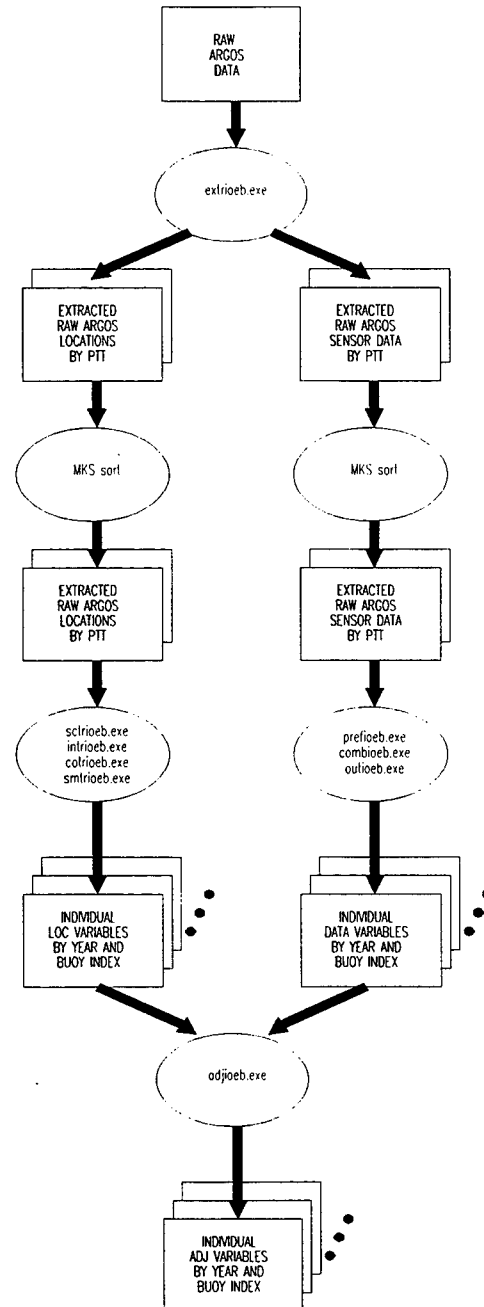 RAW
ARGOS
DATA
extrioeb.exe
EXTRACTED
RAW ARGOS
LOCATIONS
BY PTT
EXTRACTED
RAW ARGOS
SENSOR DATA
BY PTT
MKS sort
MKS sort
EXTRACTED
RAW ARGOS
LOCATIONS
BY PTT
EXTRACTED
RAW ARGOS
SENSOR DATA
BY PTT
sclrioeb.exe
intrioeb.exe
cotrioeb.exe
smtrioeb.exe
prefioeb.exe
combioeb.exe
outioeb.exe
INDIVIDUAL
LOC VARIABLES
BY YEAR AND
BUOY INDEX
INDIVIDUAL
DATA VARIABLES
BY YEAR AND
BUOY INDEX
adjioeb.exe
INDIVIDUAL
ADJ VARIABLES
BY YEAR AND
BUOY INDEX